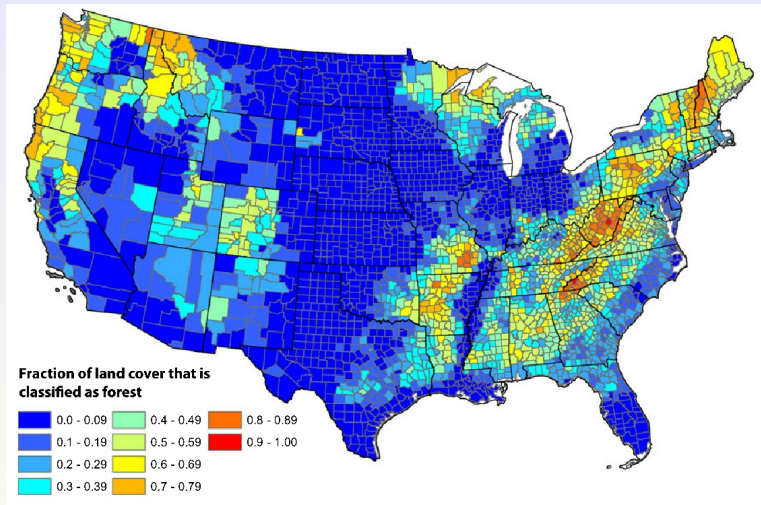 Fraction of land cover that is
classified as forest
0.0 - 0.09 0.4 - 0.49 0.8 - 0.89
0.1 - 0.19 0.5 - 0.59 0.9 - 1.00
0.2 - 0.29 0.6 - 0.69
0.3 - 0.39 0.7 - 0.79